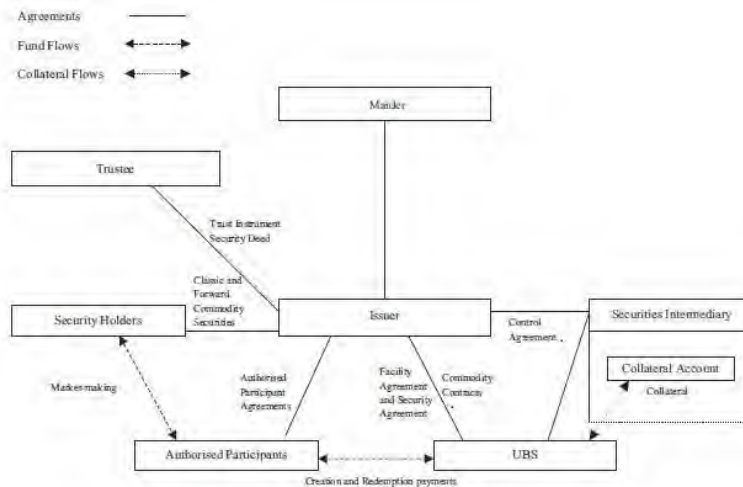 Agreements
Fund Flows
Collateral Flows
Manler
Trustee
Trust Instrument
Security Deed
Classic and
Forward
Commodity
Securities
Security Holders
Issuer
Securities Intermediary
Control
Agreement
Collateral Account
Collateral
Market-making
Authorised
Participant
Agreements
Facility
Agreement
and Security
Agreement
Commodity
Contracts
Authorised Participants
UBS
Creation and Redemption payments